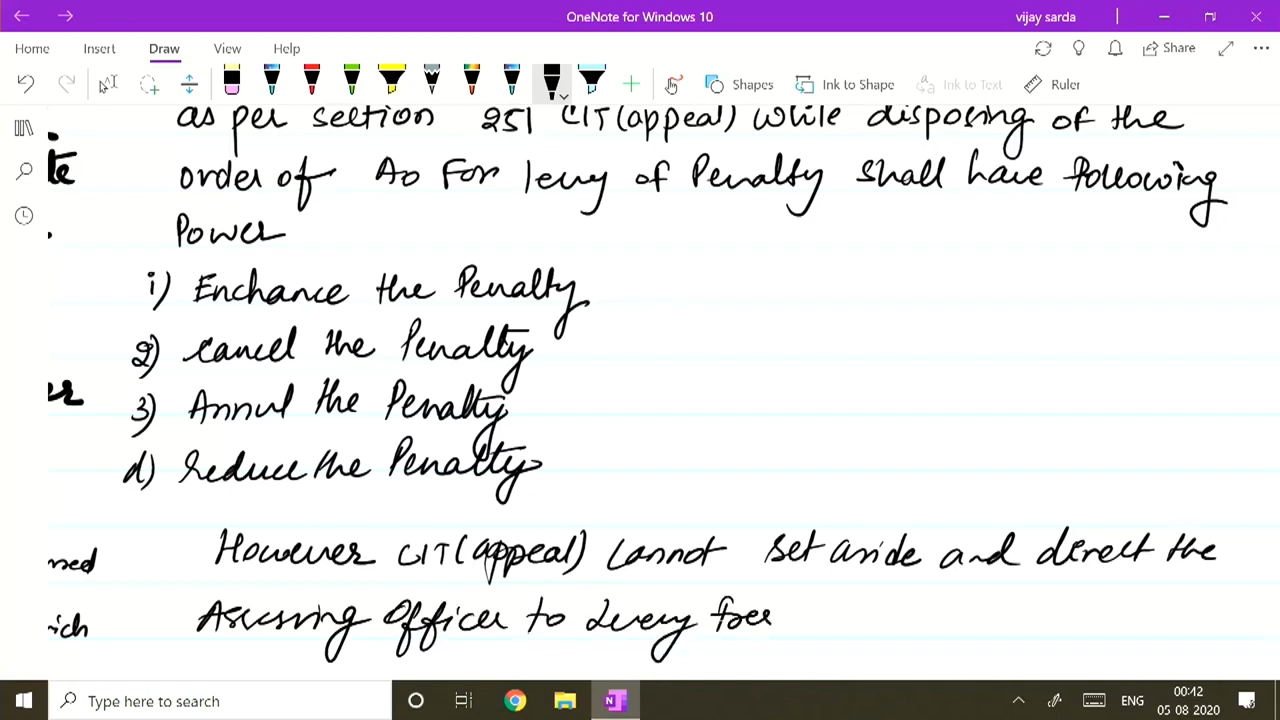 OneNote for Windows 10
vijay sarda
Home Insert Draw View Help
Share
Shapes Ink to Shape Ink to Text Ruler
as per section 251 CIT(appeal) while disposing of the
order of Ao For levy of Penalty shall have following
Power
i) Enchance the Penalty
2) cancel the Penalty
3) Annul the Penalty
d) reduce the Penalty
However CIT(appeal) cannot set aside and direct the
Assessing Officer to
Type here to search
ENG
00:42
05-08-2020